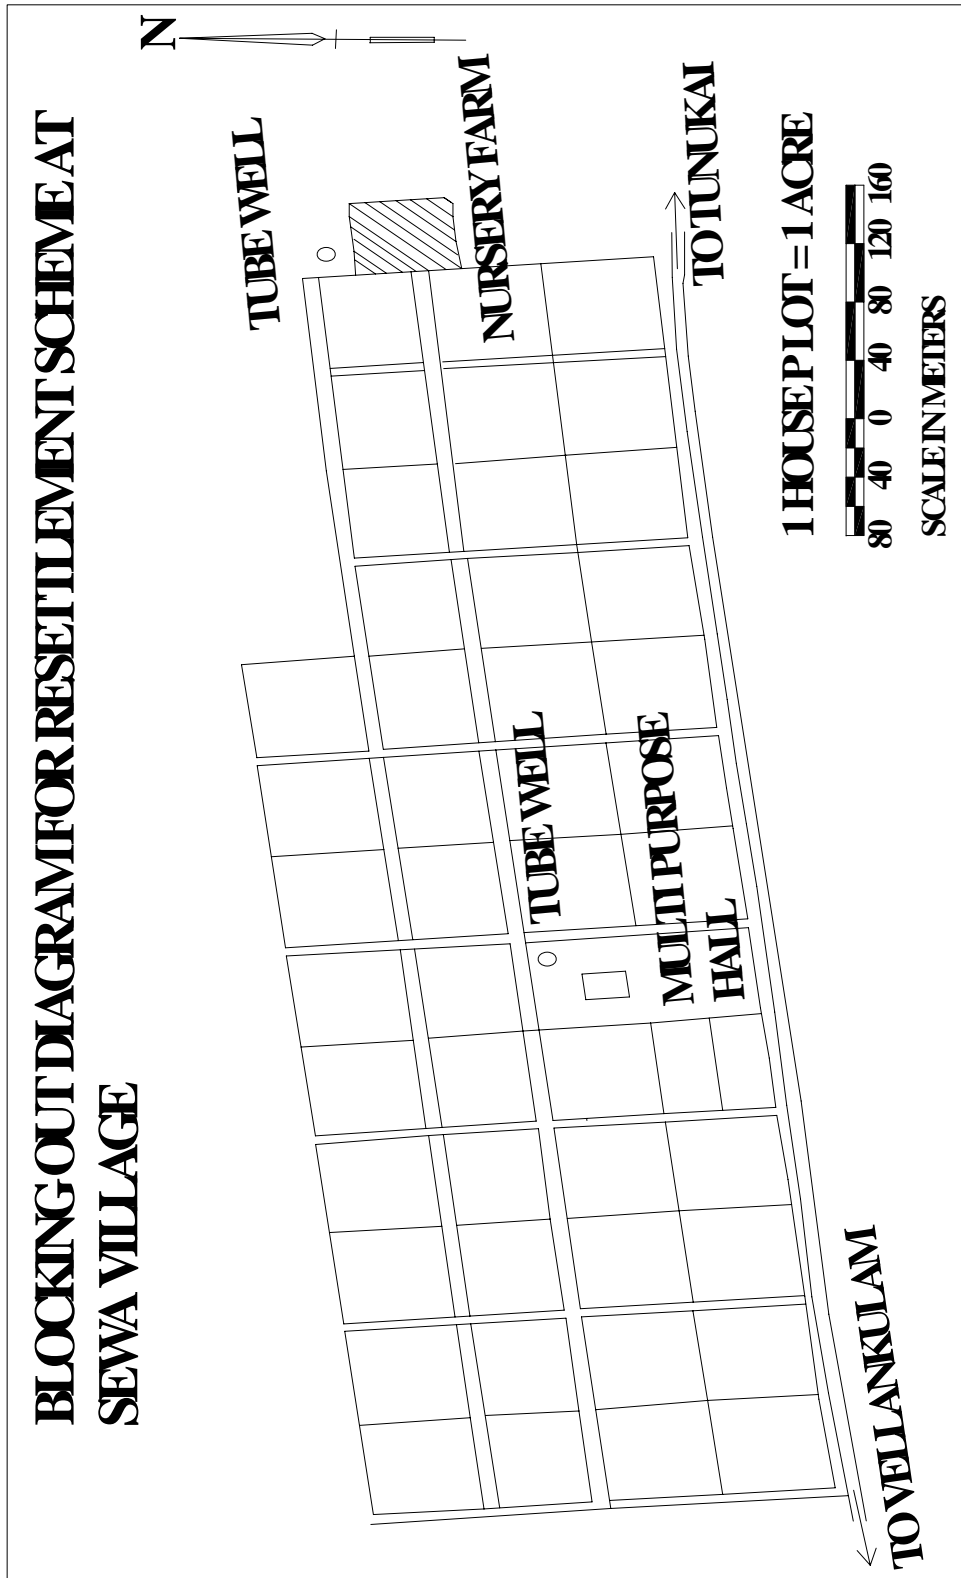 BLOCKING OUT DIAGRAM FOR RESETTLEMENT SCHEME AT
SEWA VILLAGE
N
TUBE WELL
NURSERY FARM
TO TUNUKAI
TUBE WELL
MULTI PURPOSE
HALL
TO VELLANKULAM
1 HOUSE PLOT = 1 ACRE
80 40 0 40 80 120 160
SCALE IN METERS